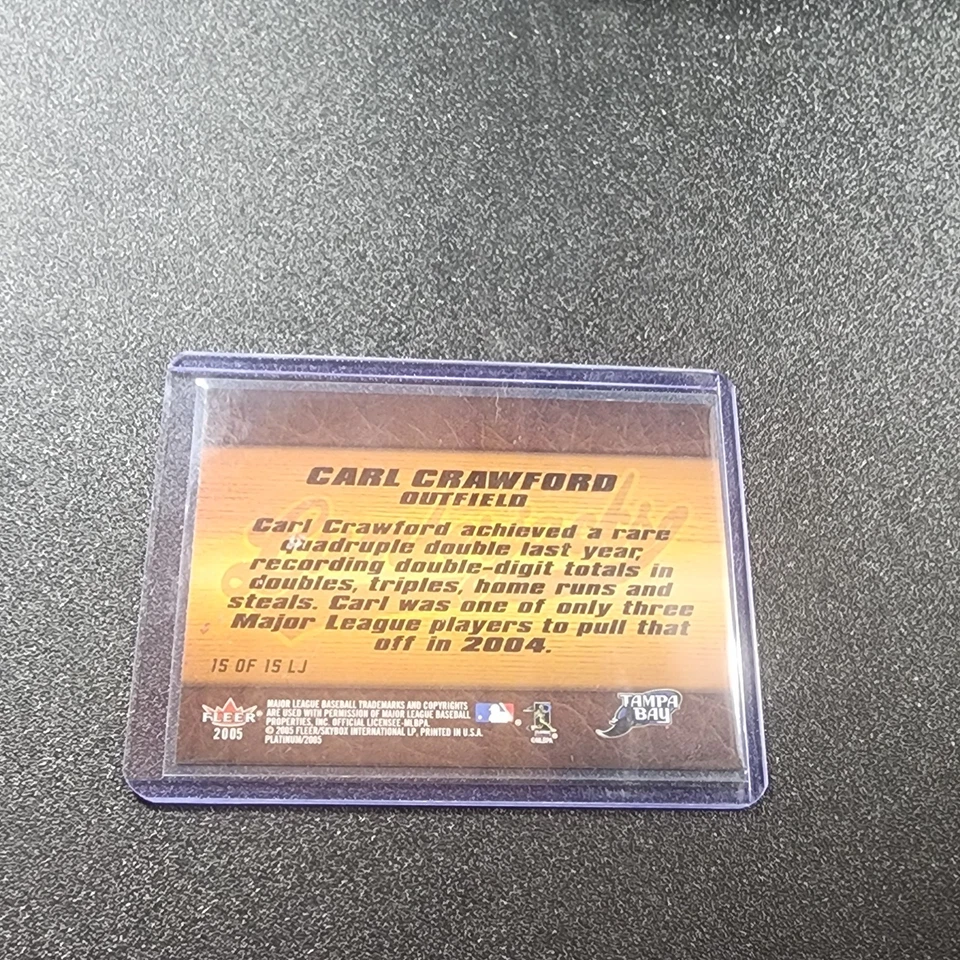 CARL CRAWFORD
OUTFIELD
Carl Crawford achieved a rare
quadruple double last year,
recording double-digit totals in
doubles, triples, home runs and
steals. Carl was one of only three
Major League players to pull that
off in 2004.
15 OF 15 LJ
FLEER®
2005
MAJOR LEAGUE BASEBALL TRADEMARKS AND COPYRIGHTS
ARE USED WITH PERMISSION OF MAJOR LEAGUE BASEBALL
PROPERTIES, INC. OFFICIAL LICENSEE-MLBPA.
© 2005 FLEER/SKYBOX INTERNATIONAL LP, PRINTED IN U.S.A.
PLATINUM/2005
©MLBPA
TAMPA
BAY